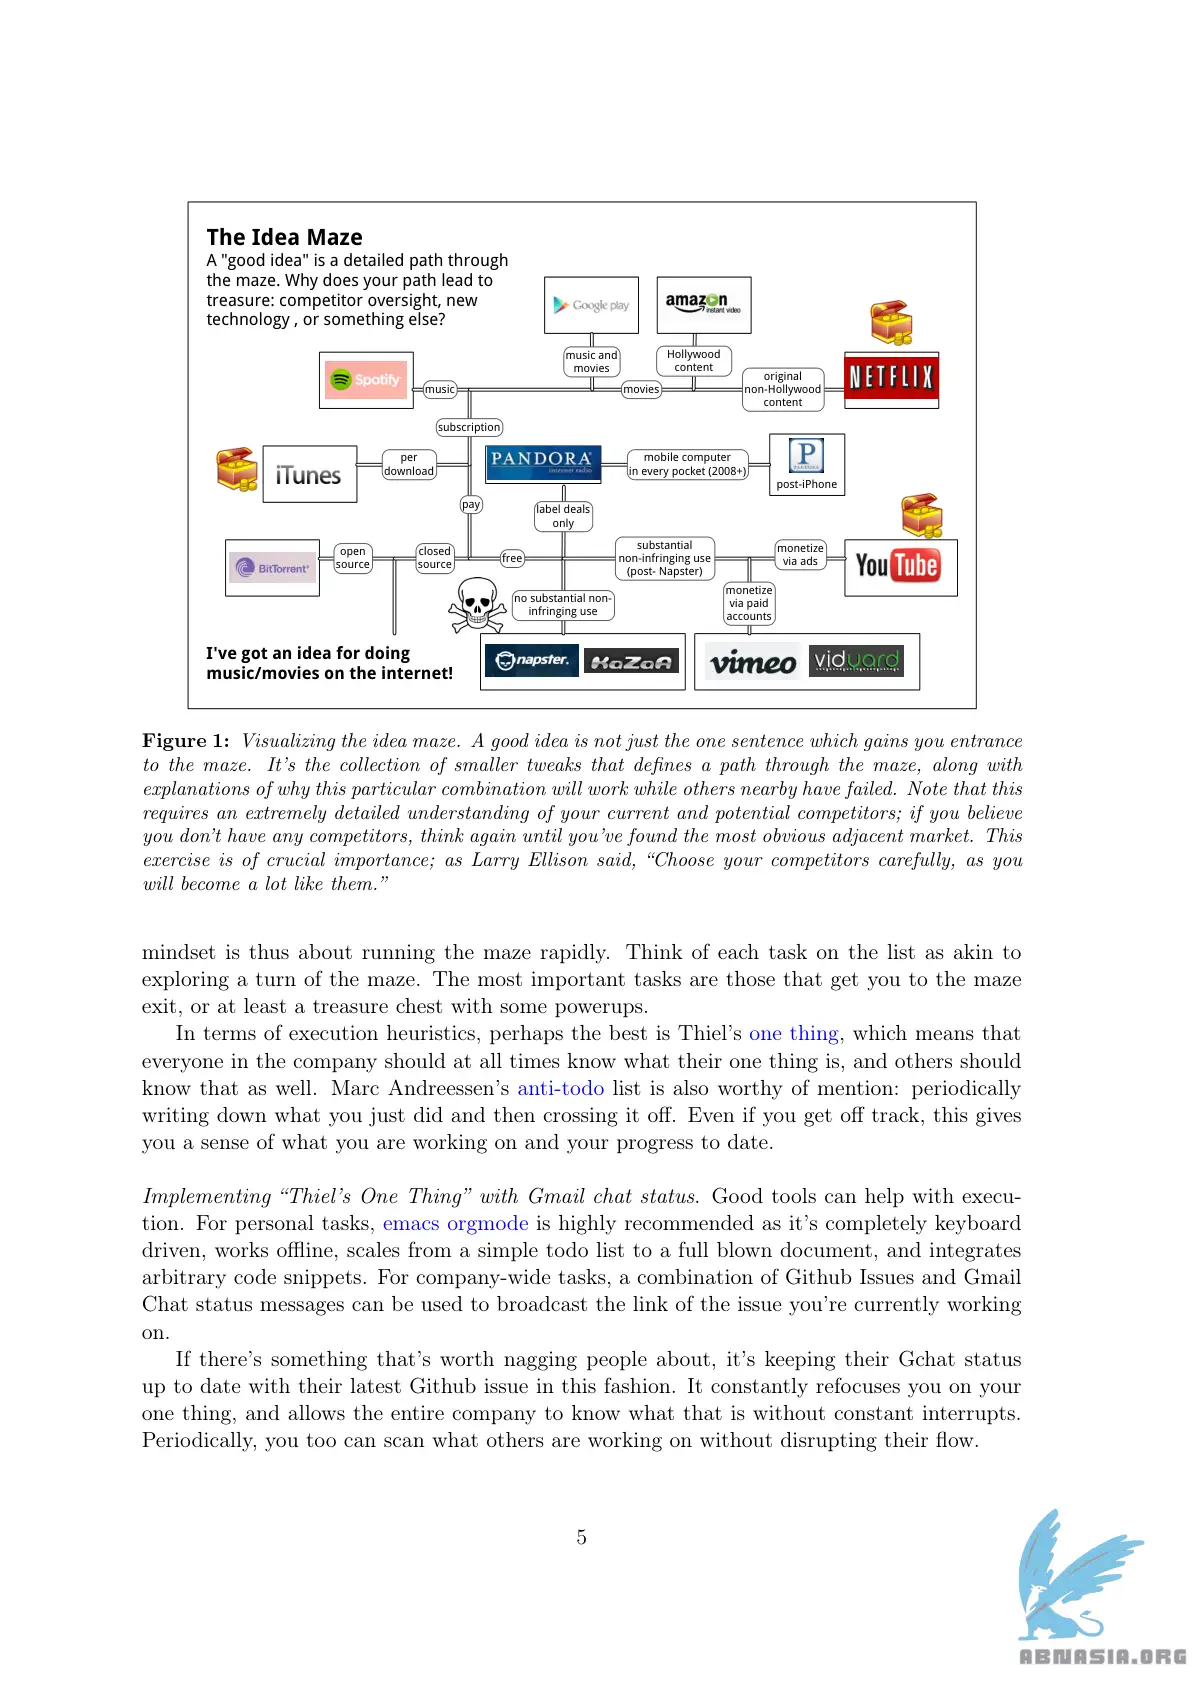 The Idea Maze
A "good idea" is a detailed path through
the maze. Why does your path lead to
treasure: competitor oversight, new
technology , or something else?
Google play
amazon
instant video
music and
movies
Hollywood
content
original
non-Hollywood
content
NETFLIX
Spotify
music
movies
subscription
iTunes
per
download
PANDORA
internet radio
mobile computer
in every pocket (2008+)
P
PANDORA
post-iPhone
pay
label deals
only
BitTorrent
open
source
closed
source
free
substantial
non-infringing use
(post- Napster)
monetize
via ads
YouTube
no substantial non-
infringing use
monetize
via paid
accounts
napster.
KaZaA
vimeo
vidyard
I've got an idea for doing
music/movies on the internet!
Figure 1: Visualizing the idea maze. A good idea is not just the one sentence which gains you entrance
to the maze. It's the collection of smaller tweaks that defines a path through the maze, along with
explanations of why this particular combination will work while others nearby have failed. Note that this
requires an extremely detailed understanding of your current and potential competitors; if you believe
you don't have any competitors, think again until you've found the most obvious adjacent market. This
exercise is of crucial importance; as Larry Ellison said, “Choose your competitors carefully, as you
will become a lot like them.”
mindset is thus about running the maze rapidly. Think of each task on the list as akin to
exploring a turn of the maze. The most important tasks are those that get you to the maze
exit, or at least a treasure chest with some powerups.
In terms of execution heuristics, perhaps the best is Thiel's one thing, which means that
everyone in the company should at all times know what their one thing is, and others should
know that as well. Marc Andreessen's anti-todo list is also worthy of mention: periodically
writing down what you just did and then crossing it off. Even if you get off track, this gives
you a sense of what you are working on and your progress to date.
Implementing “Thiel's One Thing” with Gmail chat status. Good tools can help with execu-
tion. For personal tasks, emacs orgmode is highly recommended as it's completely keyboard
driven, works offline, scales from a simple todo list to a full blown document, and integrates
arbitrary code snippets. For company-wide tasks, a combination of Github Issues and Gmail
Chat status messages can be used to broadcast the link of the issue you're currently working
on.
If there's something that's worth nagging people about, it's keeping their Gchat status
up to date with their latest Github issue in this fashion. It constantly refocuses you on your
one thing, and allows the entire company to know what that is without constant interrupts.
Periodically, you too can scan what others are working on without disrupting their flow.
5
ABNASIA.ORG